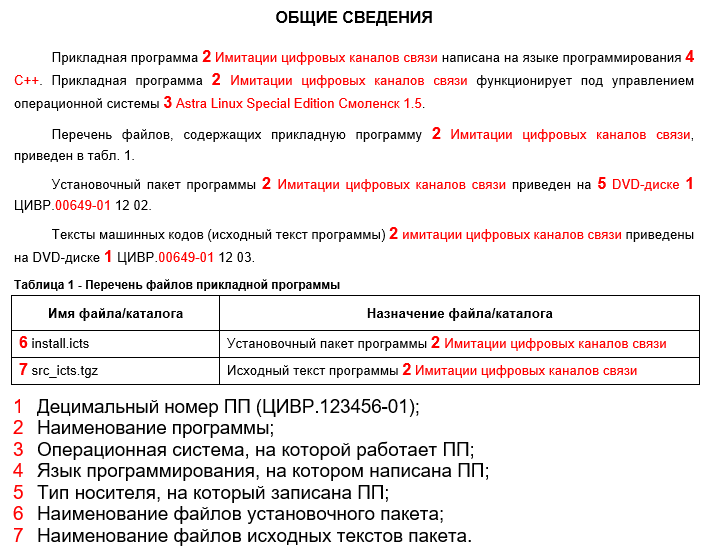 ОБЩИЕ СВЕДЕНИЯ
Прикладная программа 2 Имитации цифровых каналов связи написана на языке программирования 4
C++. Прикладная программа 2 Имитации цифровых каналов связи функционирует под управлением
операционной системы 3 Astra Linux Special Edition Смоленск 1.5.
Перечень файлов, содержащих прикладную программу 2 Имитации цифровых каналов связи,
приведен в табл. 1.
Установочный пакет программы 2 Имитации цифровых каналов связи приведен на 5 DVD-диске 1
ЦИВР.00649-01 12 02.
Тексты машинных кодов (исходный текст программы) 2 имитации цифровых каналов связи приведены
на DVD-диске 1 ЦИВР.00649-01 12 03.
Таблица 1 - Перечень файлов прикладной программы
Имя файла/каталога Назначение файла/каталога
6 install.icts Установочный пакет программы 2 Имитации цифровых каналов связи
7 src_icts.tgz Исходный текст программы 2 Имитации цифровых каналов связи
1 Децимальный номер ПП (ЦИВР.123456-01);
2 Наименование программы;
3 Операционная система, на которой работает ПП;
4 Язык программирования, на котором написана ПП;
5 Тип носителя, на который записана ПП;
6 Наименование файлов установочного пакета;
7 Наименование файлов исходных текстов пакета.